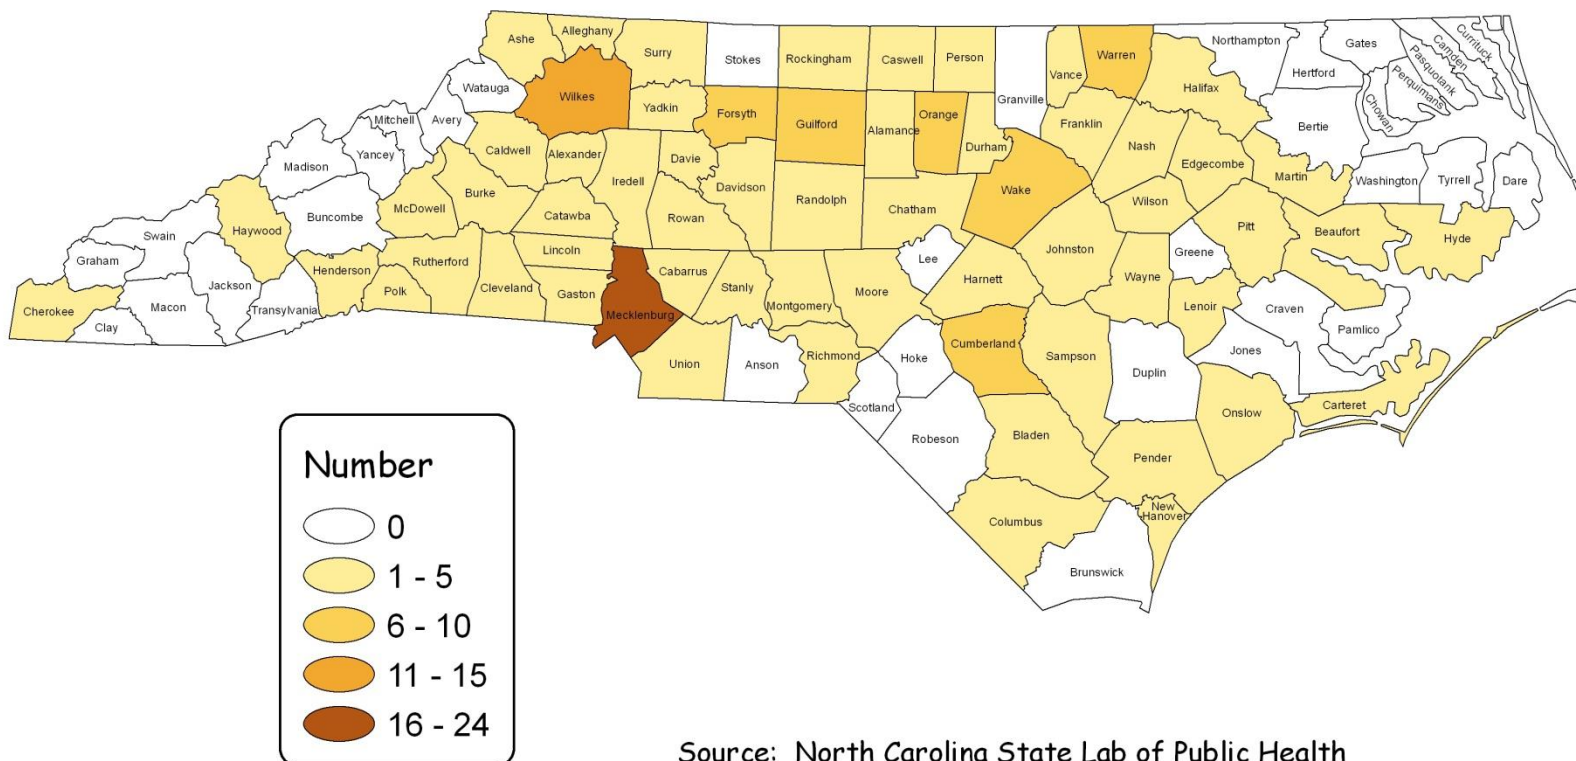 Ashe
Alleghany
Surry
Stokes
Rockingham
Caswell
Person
Granville
Vance
Warren
Halifax
Northampton
Gates
Hertford
Currituck
Camden
Pasquotank
Perquimans
Chowan
Bertie
Watauga
Wilkes
Yadkin
Forsyth
Guilford
Alamance
Orange
Durham
Franklin
Nash
Edgecombe
Martin
Washington
Tyrrell
Dare
Mitchell
Avery
Yancey
Madison
Caldwell
Alexander
Davie
Iredell
Davidson
Randolph
Chatham
Wake
Wilson
Pitt
Beaufort
Hyde
Buncombe
McDowell
Burke
Catawba
Rowan
Haywood
Swain
Graham
Jackson
Cherokee
Macon
Clay
Transylvania
Henderson
Polk
Rutherford
Cleveland
Lincoln
Gaston
Mecklenburg
Cabarrus
Stanly
Montgomery
Moore
Lee
Harnett
Johnston
Wayne
Greene
Lenoir
Craven
Pamlico
Jones
Union
Anson
Richmond
Hoke
Scotland
Cumberland
Sampson
Duplin
Onslow
Carteret
Robeson
Bladen
Pender
New
Hanover
Columbus
Brunswick
Number
0
1 - 5
6 - 10
11 - 15
16 - 24
Source: North Carolina State Lab of Public Health